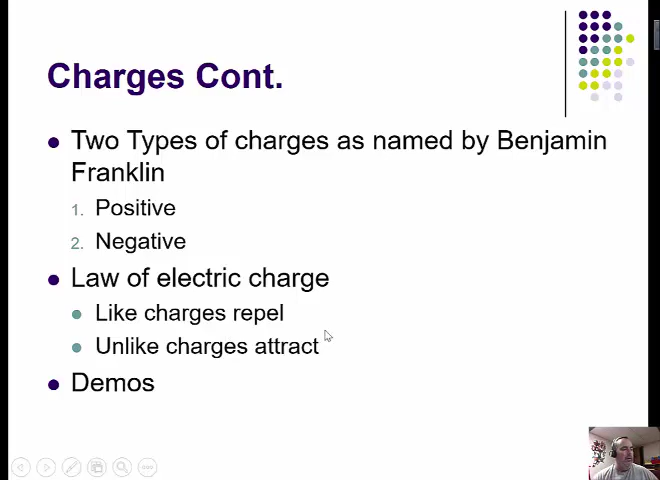 Charges Cont.
Two Types of charges as named by Benjamin
Franklin
1. Positive
2. Negative
Law of electric charge
Like charges repel
Unlike charges attract
Demos